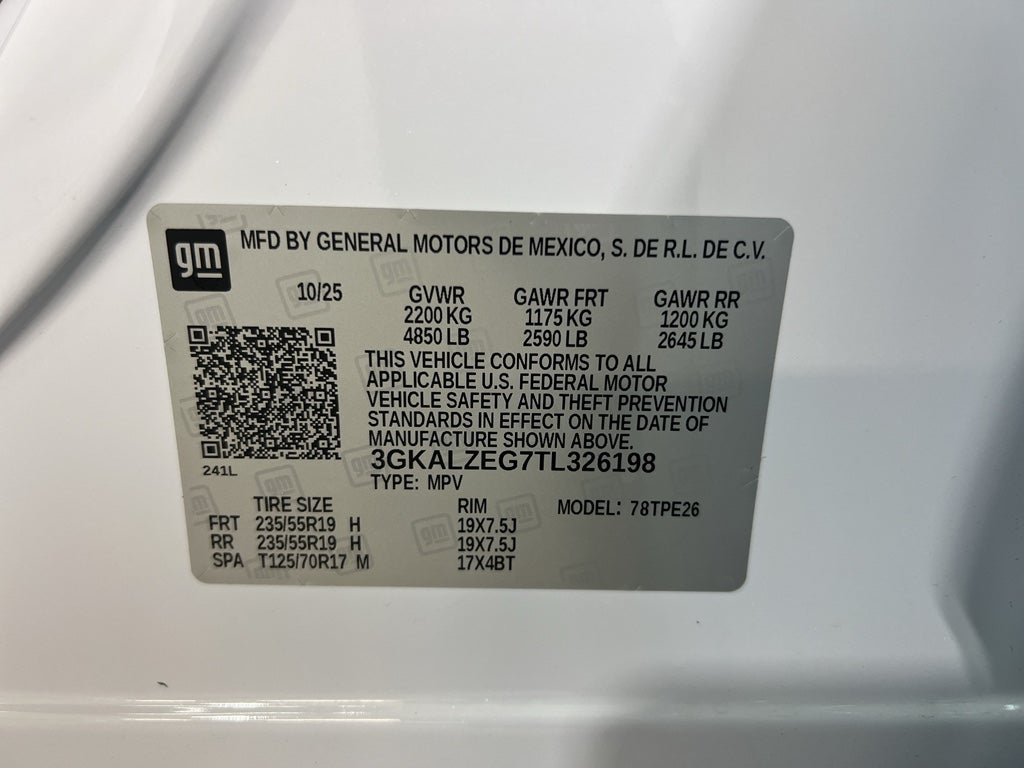 gm MFD BY GENERAL MOTORS DE MEXICO, S. DE R.L. DE C.V.
10/25 GVWR GAWR FRT GAWR RR
2200 KG 1175 KG 1200 KG
4850 LB 2590 LB 2645 LB
THIS VEHICLE CONFORMS TO ALL
APPLICABLE U.S. FEDERAL MOTOR
VEHICLE SAFETY AND THEFT PREVENTION
STANDARDS IN EFFECT ON THE DATE OF
MANUFACTURE SHOWN ABOVE.
241L 3GKALZEG7TL326198
TYPE: MPV
TIRE SIZE RIM MODEL: 78TPE26
FRT 235/55R19 H 19X7.5J
RR 235/55R19 H 19X7.5J
SPA T125/70R17 M 17X4BT